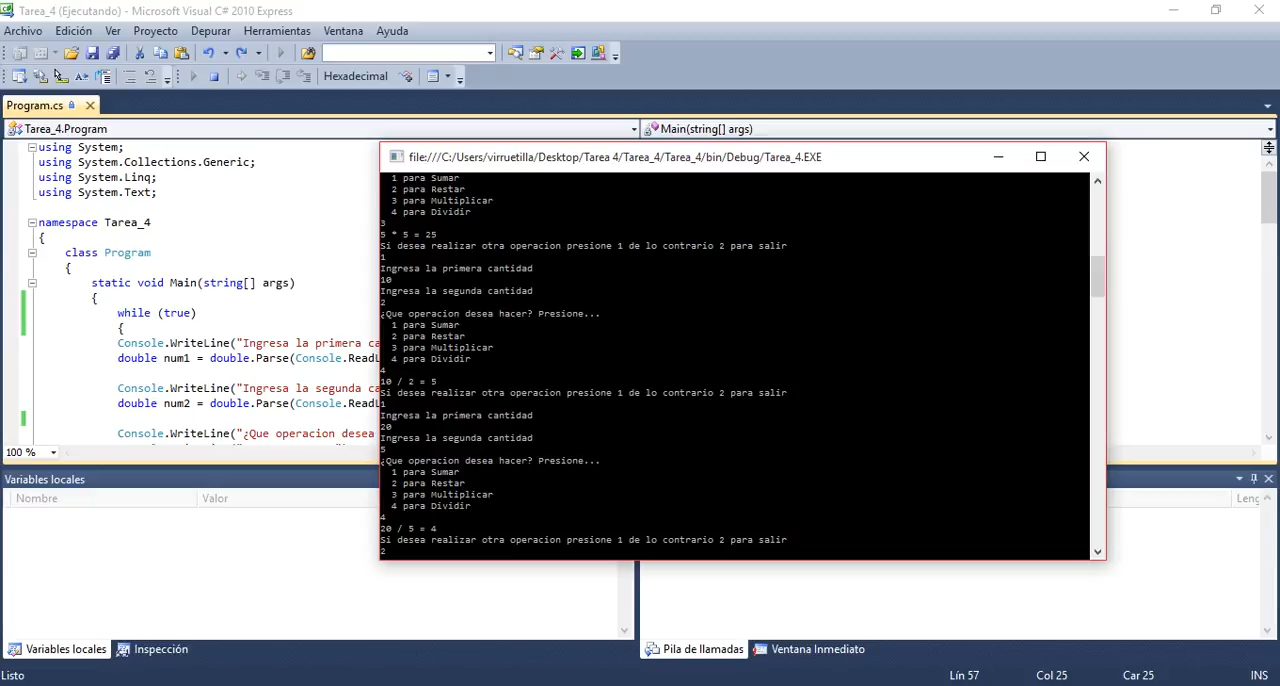 Tarea_4 (Ejecutando) - Microsoft Visual C# 2010 Express
Archivo Edición Ver Proyecto Depurar Herramientas Ventana Ayuda
Hexadecimal
Program.cs
Tarea_4.Program
Main(string[] args)
using System;
using System.Collections.Generic;
using System.Linq;
using System.Text;
namespace Tarea_4
{
class Program
{
static void Main(string[] args)
{
while (true)
{
Console.WriteLine("Ingresa la primera ca
double num1 = double.Parse(Console.ReadL
Console.WriteLine("Ingresa la segunda ca
double num2 = double.Parse(Console.ReadL
Console.WriteLine("¿Que operacion desea
100 %
file:///C:/Users/virruetilla/Desktop/Tarea 4/Tarea_4/Tarea_4/bin/Debug/Tarea_4.EXE
1 para Sumar
2 para Restar
3 para Multiplicar
4 para Dividir
3
5 * 5 = 25
Si desea realizar otra operacion presione 1 de lo contrario 2 para salir
1
Ingresa la primera cantidad
10
Ingresa la segunda cantidad
2
¿Que operacion desea hacer? Presione...
1 para Sumar
2 para Restar
3 para Multiplicar
4 para Dividir
4
10 / 2 = 5
Si desea realizar otra operacion presione 1 de lo contrario 2 para salir
1
Ingresa la primera cantidad
20
Ingresa la segunda cantidad
5
¿Que operacion desea hacer? Presione...
1 para Sumar
2 para Restar
3 para Multiplicar
4 para Dividir
4
20 / 5 = 4
Si desea realizar otra operacion presione 1 de lo contrario 2 para salir
2
Variables locales
Nombre Valor
Leng
Variables locales Inspección
Pila de llamadas Ventana Inmediato
Listo Lín 57 Col 25 Car 25 INS